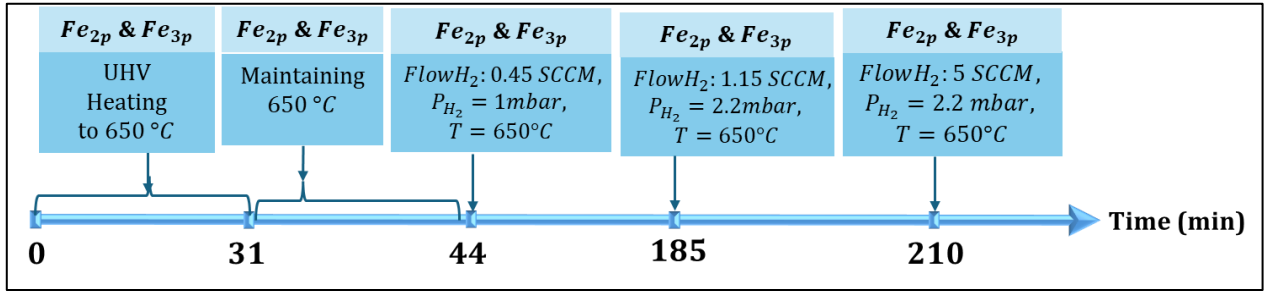 Fe2p & Fe3p
UHV
Heating
to 650 °C
Fe2p & Fe3p
Maintaining
650 °C
Fe2p & Fe3p
FlowH2: 0.45 SCCM,
PH2 = 1mbar,
T = 650°C
Fe2p & Fe3p
FlowH2: 1.15 SCCM,
PH2 = 2.2mbar,
T = 650°C
Fe2p & Fe3p
FlowH2: 5 SCCM,
PH2 = 2.2 mbar,
T = 650°C
Time (min)
0
31
44
185
210